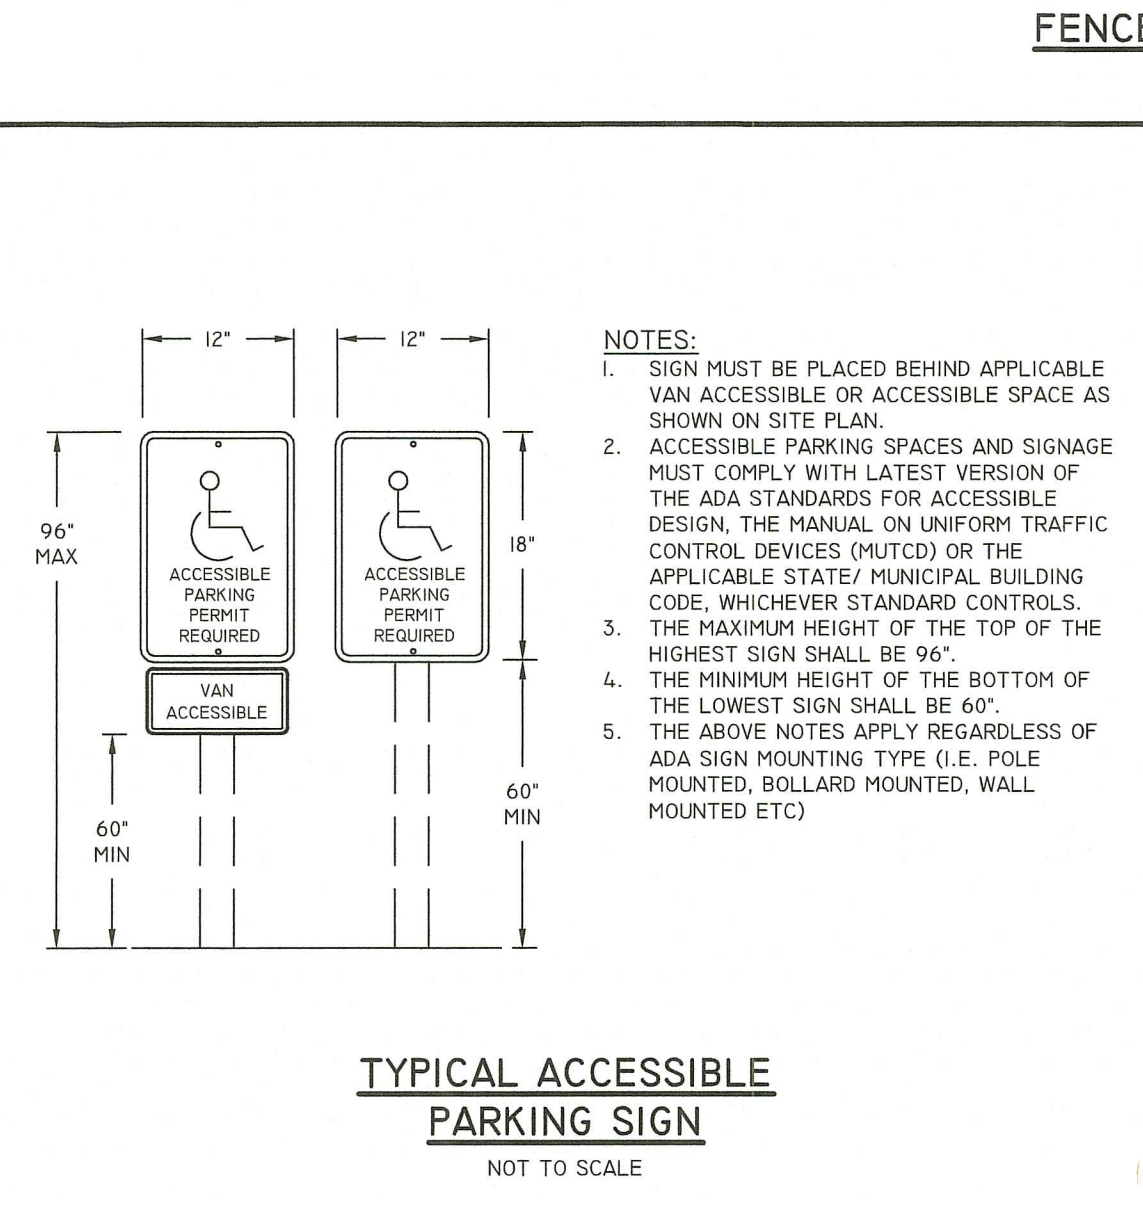 FENCE
12"
12"
96"
MAX
ACCESSIBLE
PARKING
PERMIT
REQUIRED
VAN
ACCESSIBLE
60"
MIN
ACCESSIBLE
PARKING
PERMIT
REQUIRED
18"
60"
MIN
NOTES:
1. SIGN MUST BE PLACED BEHIND APPLICABLE
VAN ACCESSIBLE OR ACCESSIBLE SPACE AS
SHOWN ON SITE PLAN.
2. ACCESSIBLE PARKING SPACES AND SIGNAGE
MUST COMPLY WITH LATEST VERSION OF
THE ADA STANDARDS FOR ACCESSIBLE
DESIGN, THE MANUAL ON UNIFORM TRAFFIC
CONTROL DEVICES (MUTCD) OR THE
APPLICABLE STATE/ MUNICIPAL BUILDING
CODE, WHICHEVER STANDARD CONTROLS.
3. THE MAXIMUM HEIGHT OF THE TOP OF THE
HIGHEST SIGN SHALL BE 96".
4. THE MINIMUM HEIGHT OF THE BOTTOM OF
THE LOWEST SIGN SHALL BE 60".
5. THE ABOVE NOTES APPLY REGARDLESS OF
ADA SIGN MOUNTING TYPE (I.E. POLE
MOUNTED, BOLLARD MOUNTED, WALL
MOUNTED ETC)
TYPICAL ACCESSIBLE
PARKING SIGN
NOT TO SCALE